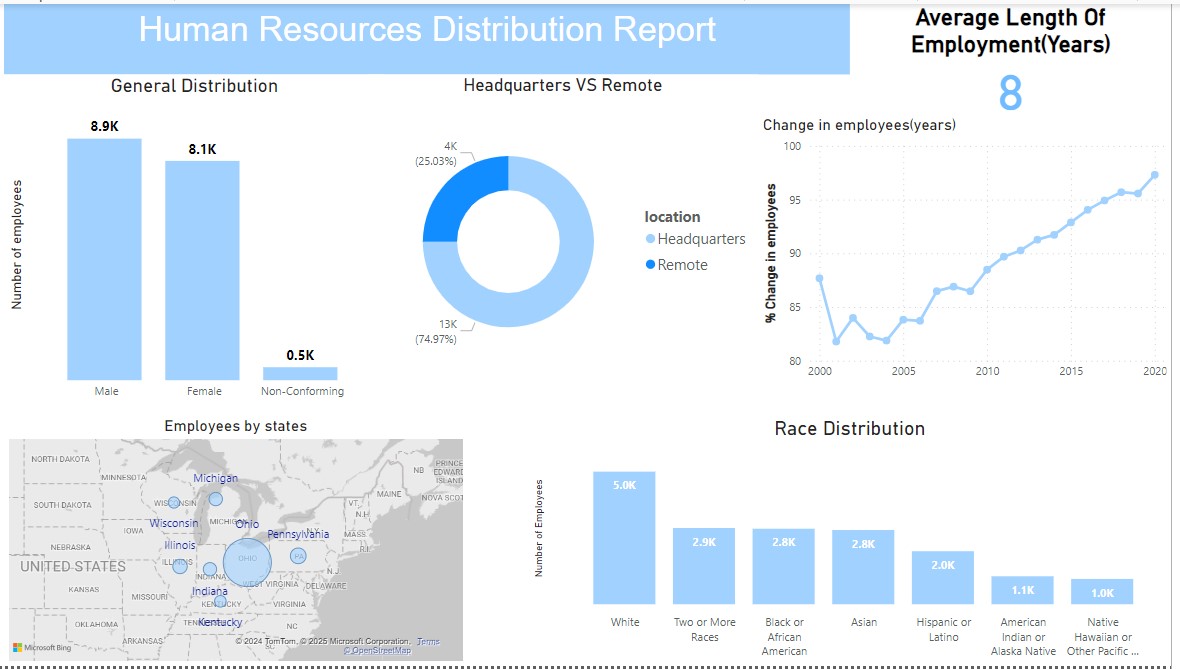 Human Resources Distribution Report
Average Length Of
Employment(Years)
8
General Distribution
Number of employees
8.9K
8.1K
0.5K
Male
Female
Non-Conforming
Headquarters VS Remote
4K
(25.03%)
13K
(74.97%)
location
Headquarters
Remote
Change in employees(years)
% Change in employees
100
95
90
85
80
2000
2005
2010
2015
2020
Employees by states
NORTH DAKOTA
MINNESOTA
SOUTH DAKOTA
WISCONSIN
IOWA
NEBRASKA
UNITED STATES
KANSAS
MISSOURI
OKLAHOMA
ARKANSAS
Michigan
Wisconsin
MICHIG
Ohio
Pennsylvania
Illinois
ILLINOIS
INDIANA
OHIO
PA
N.Y.
VT.
N.H.
MAINE
MASS
R.I.
N.J.
DELAWARE
WEST VIRGINIA
VIRGINIA
Indiana
KENTUCKY
Kentucky
NC
NB
PRINCE
EDWARD
ISLAND
NOVA SCOT
Microsoft Bing
© 2024 TomTom, © 2025 Microsoft Corporation, Terms
© OpenStreetMap
Race Distribution
Number of Employees
5.0K
2.9K
2.8K
2.8K
2.0K
1.1K
1.0K
White
Two or More
Races
Black or
African
American
Asian
Hispanic or
Latino
American
Indian or
Alaska Native
Native
Hawaiian or
Other Pacific ...